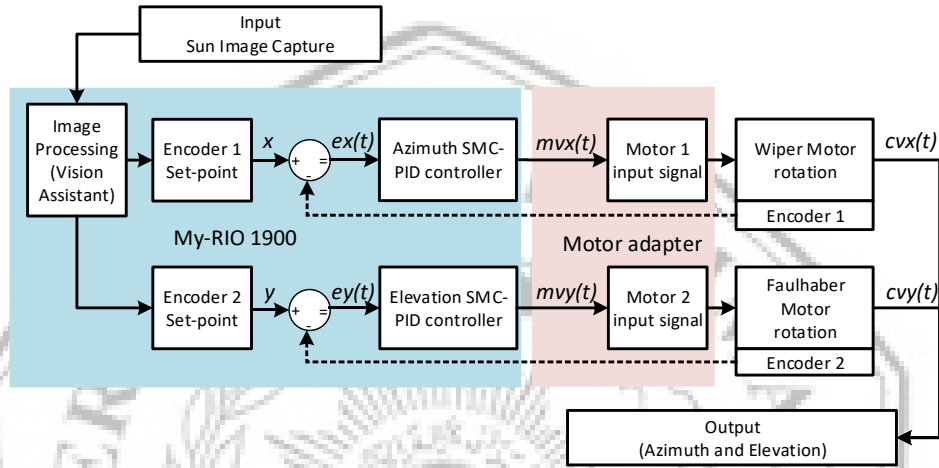 Input
Sun Image Capture
Image
Processing
(Vision
Assistant)
Encoder 1
Set-point
x
+
-
=
ex(t)
Azimuth SMC-
PID controller
mvx(t)
Motor 1
input signal
Wiper Motor
rotation
Encoder 1
cvx(t)
My-RIO 1900
Motor adapter
Encoder 2
Set-point
y
+
-
=
ey(t)
Elevation SMC-
PID controller
mvy(t)
Motor 2
input signal
Faulhaber
Motor
rotation
Encoder 2
cvy(t)
Output
(Azimuth and Elevation)